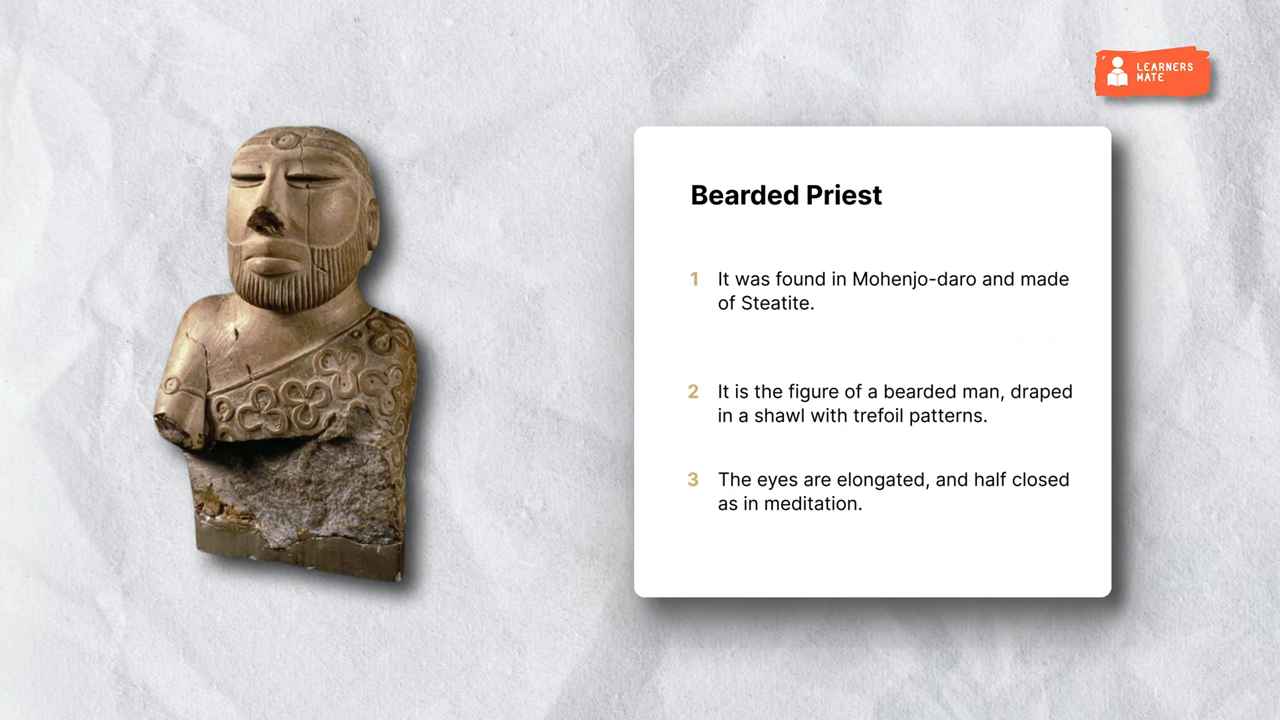 LEARNERS
MATE
Bearded Priest
1 It was found in Mohenjo-daro and made
of Steatite.
2 It is the figure of a bearded man, draped
in a shawl with trefoil patterns.
3 The eyes are elongated, and half closed
as in meditation.